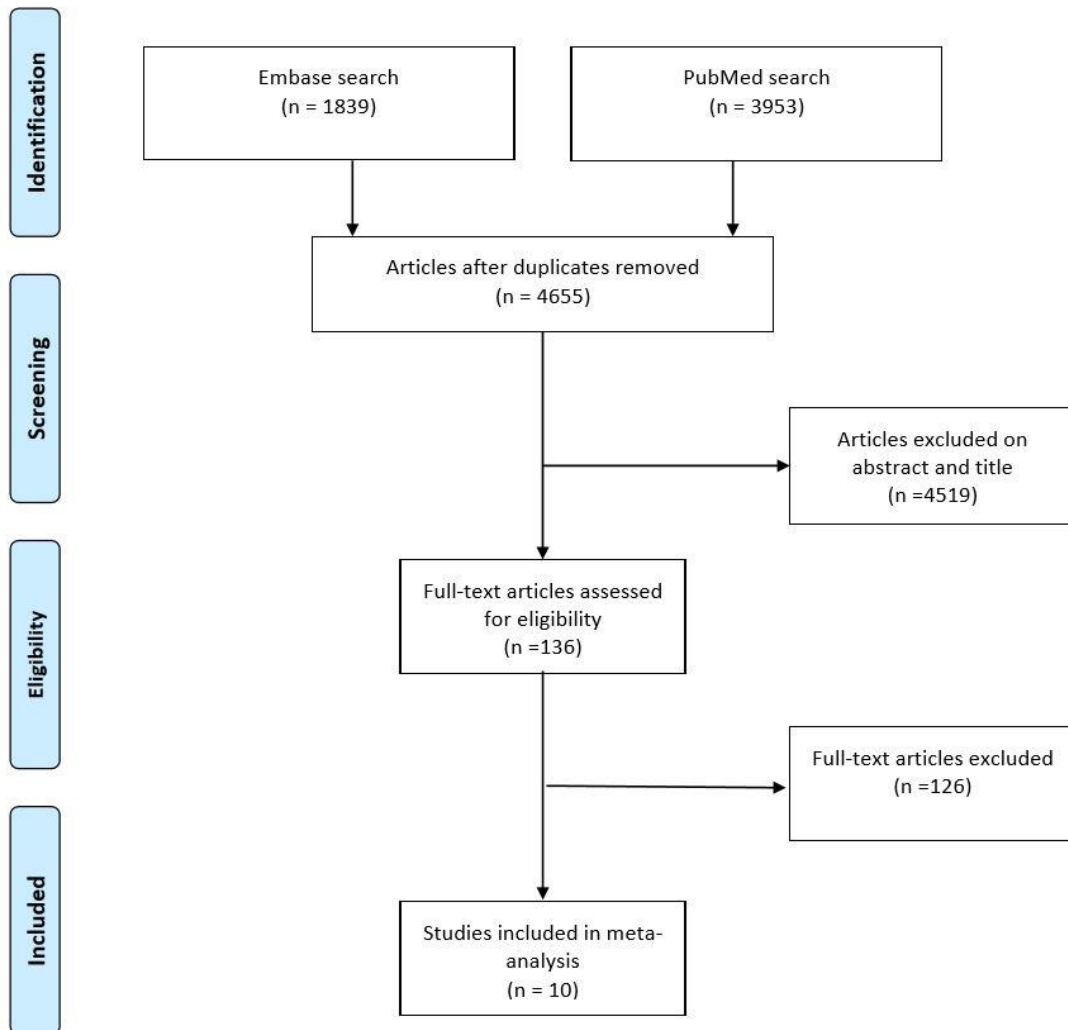 Identification
Embase search
(n = 1839)
PubMed search
(n = 3953)
Articles after duplicates removed
(n = 4655)
Screening
Articles excluded on
abstract and title
(n =4519)
Eligibility
Full-text articles assessed
for eligibility
(n =136)
Full-text articles excluded
(n =126)
Included
Studies included in meta-
analysis
(n = 10)